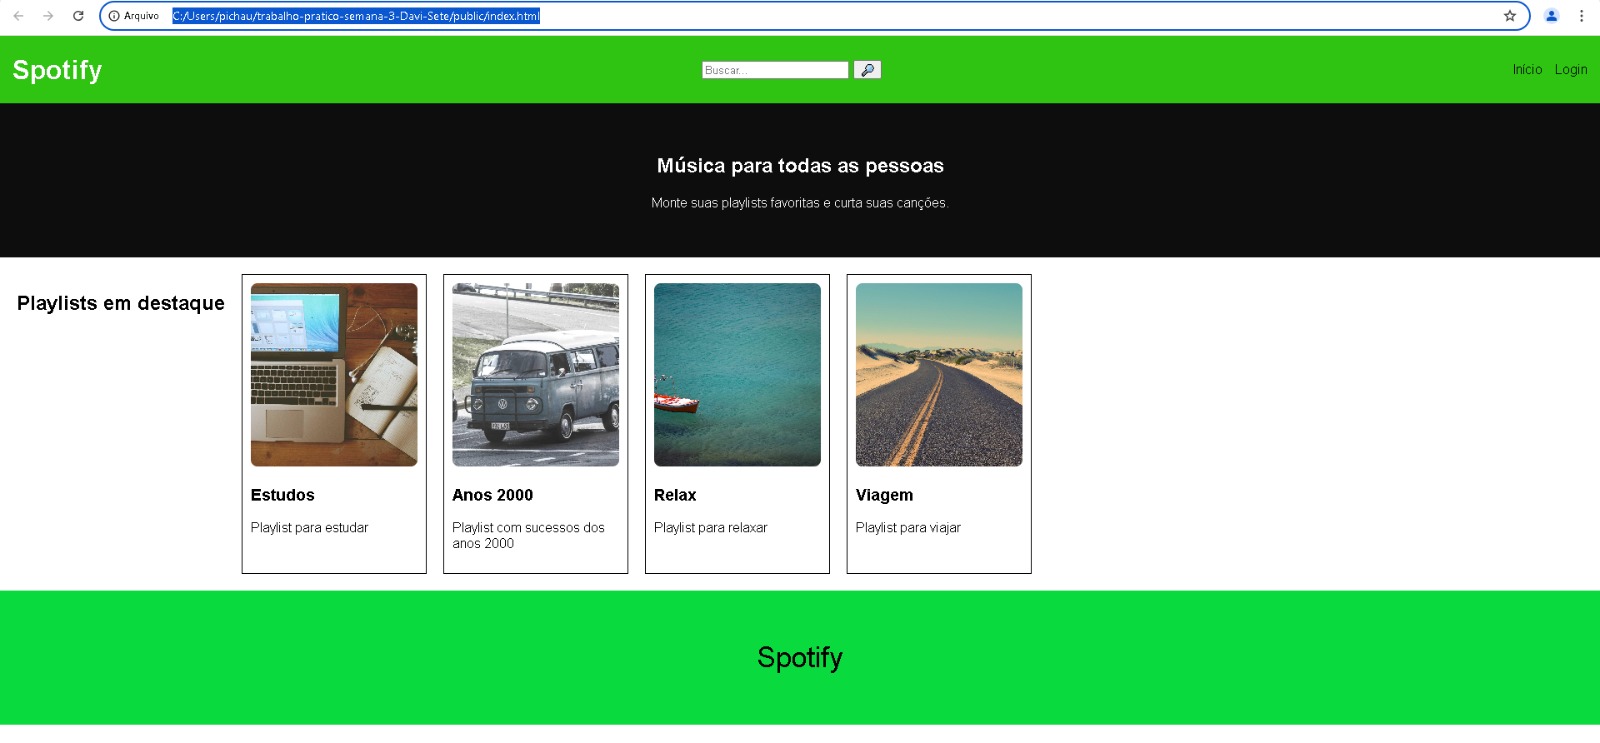 Arquivo C:/Users/pichau/trabalho-pratico-semana-3-Davi-Sete/public/index.html
Spotify
Buscar...
Início Login
Música para todas as pessoas
Monte suas playlists favoritas e curta suas canções.
Playlists em destaque
Estudos
Playlist para estudar
Anos 2000
Playlist com sucessos dos
anos 2000
Relax
Playlist para relaxar
Viagem
Playlist para viajar
Spotify